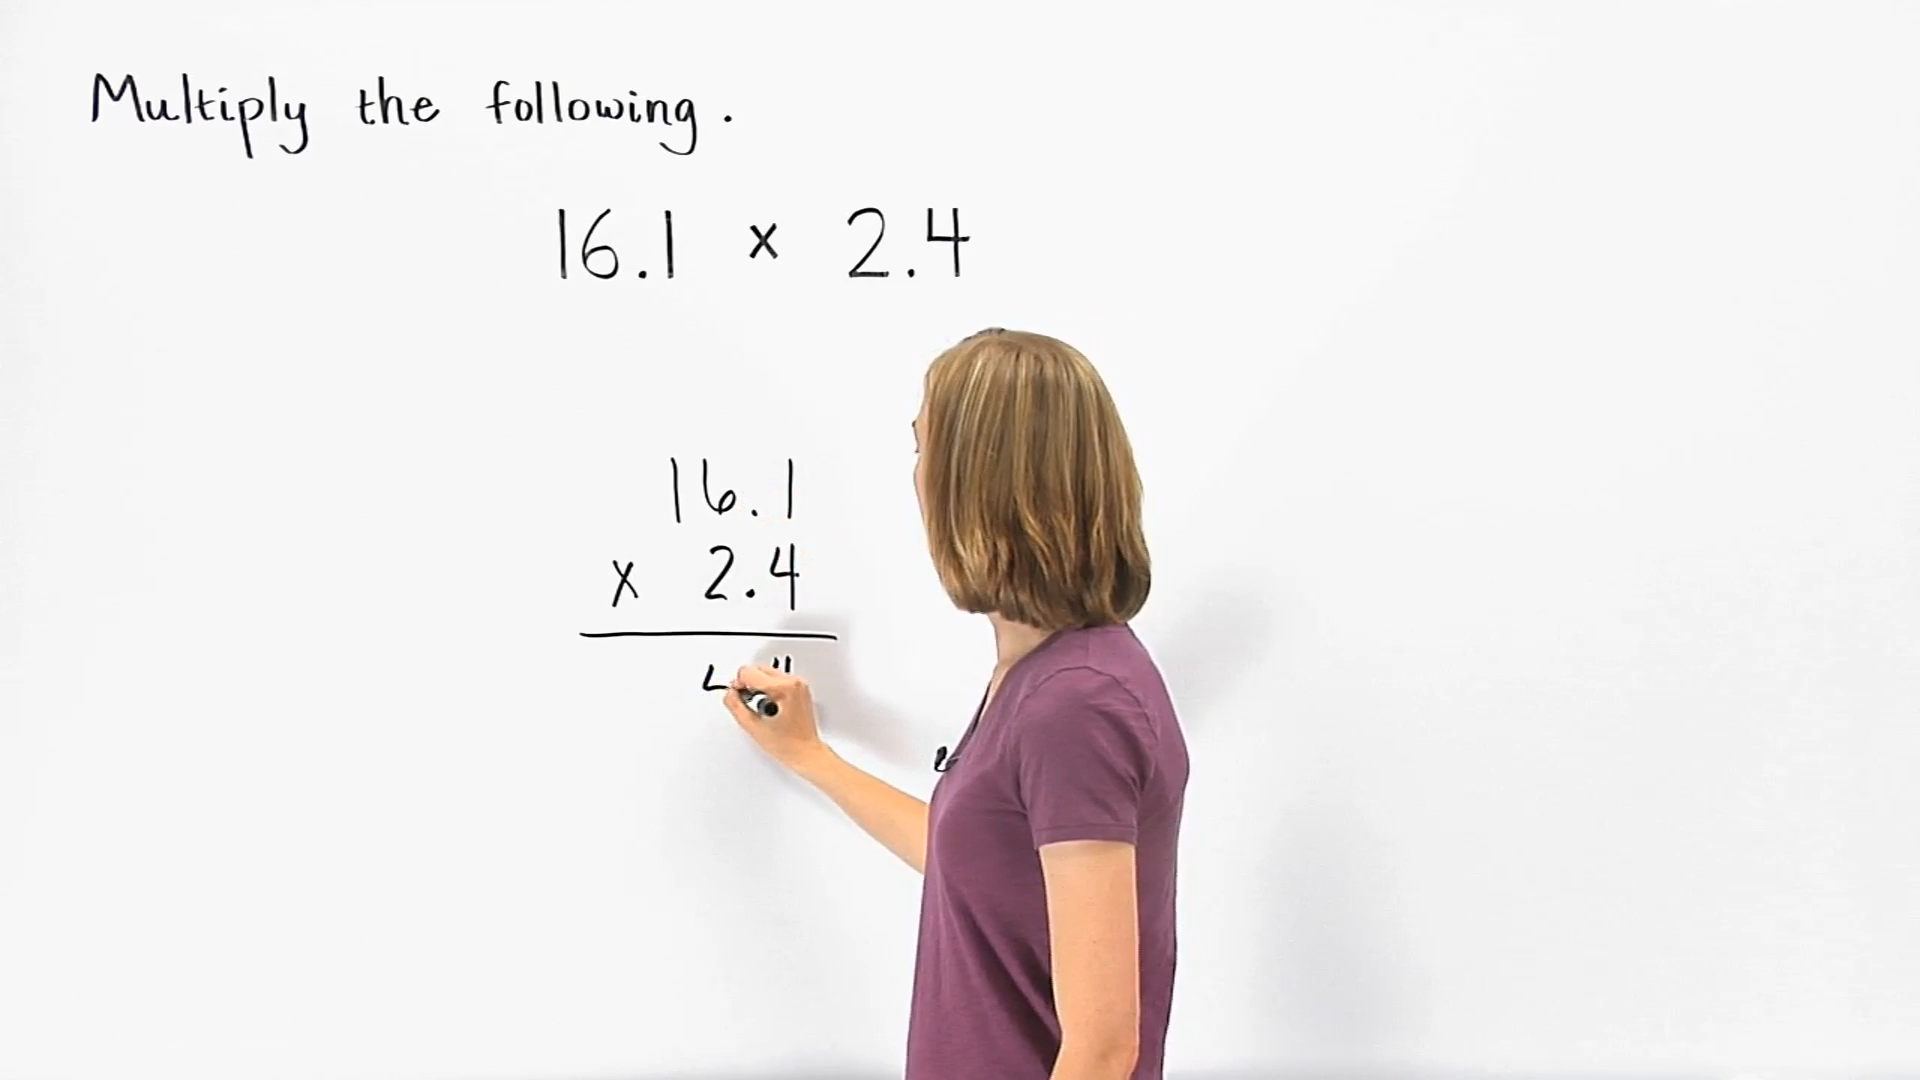 Multiply the following.
16.1 x 2.4
16.1
x 2.4